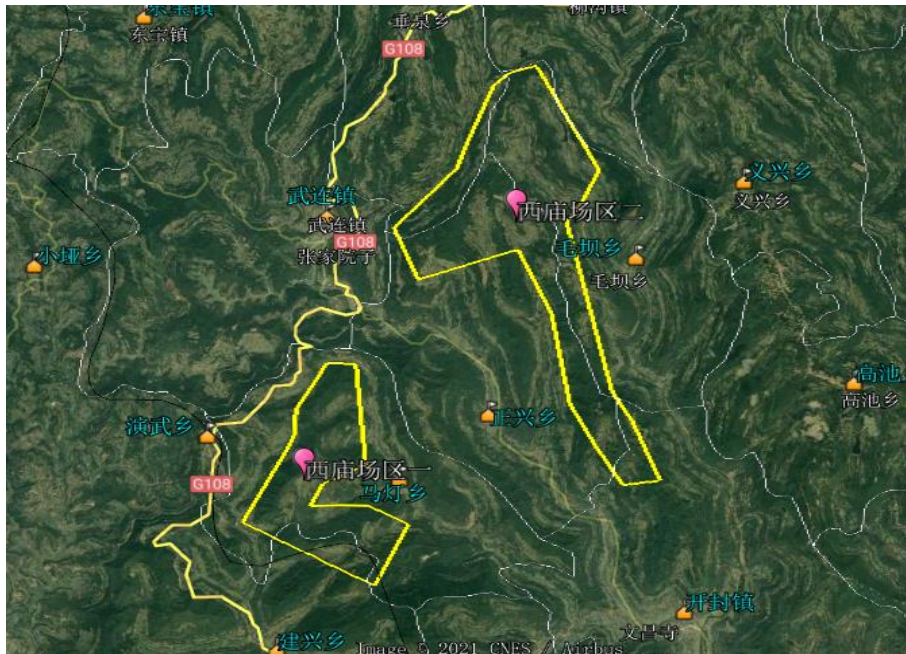 东宝镇
东宝镇
垂泉乡
柳沟镇
G108
义兴乡
义兴乡
武连镇
武连镇
西庙场区二
G108
张家院子
毛坝乡
毛坝乡
小垭乡
高池
高池乡
演武乡
正兴乡
西庙场区一
马灯乡
G108
开封镇
文昌寺
建兴乡
Image © 2021 CNES / Airbus